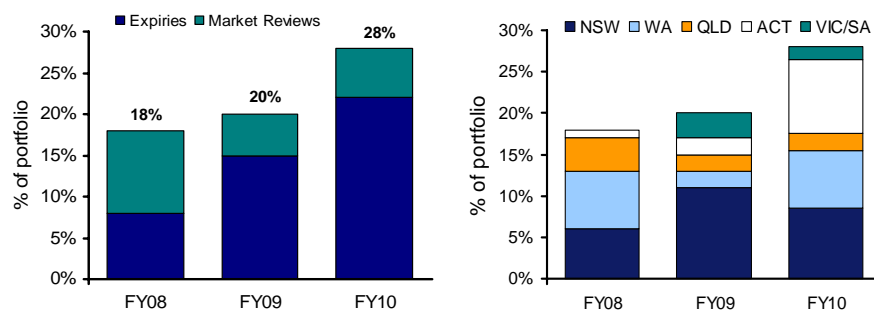 Expiries Market Reviews
% of portfolio
30%
25%
20%
15%
10%
5%
0%
18%
20%
28%
FY08 FY09 FY10
NSW WA QLD ACT VIC/SA
% of portfolio
30%
25%
20%
15%
10%
5%
0%
FY08 FY09 FY10